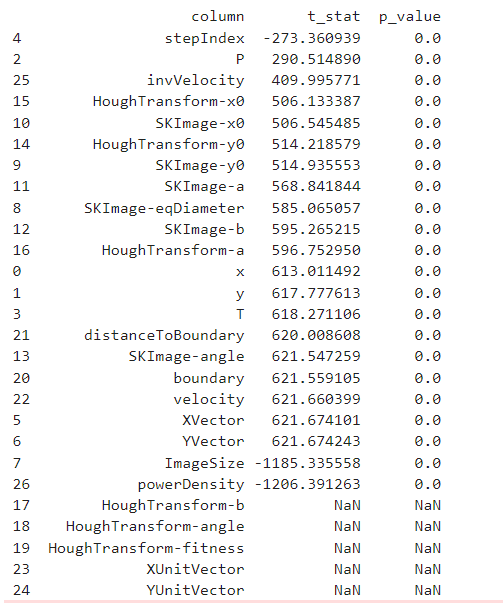 column t_stat p_value
4 stepIndex -273.360939 0.0
2 P 290.514890 0.0
25 invVelocity 409.995771 0.0
15 HoughTransform-x0 506.133387 0.0
10 SKImage-x0 506.545485 0.0
14 HoughTransform-y0 514.218579 0.0
9 SKImage-y0 514.935553 0.0
11 SKImage-a 568.841844 0.0
8 SKImage-eqDiameter 585.065057 0.0
12 SKImage-b 595.265215 0.0
16 HoughTransform-a 596.752950 0.0
0 x 613.011492 0.0
1 y 617.777613 0.0
3 T 618.271106 0.0
21 distanceToBoundary 620.008608 0.0
13 SKImage-angle 621.547259 0.0
20 boundary 621.559105 0.0
22 velocity 621.660399 0.0
5 XVector 621.674101 0.0
6 YVector 621.674243 0.0
7 ImageSize -1185.335558 0.0
26 powerDensity -1206.391263 0.0
17 HoughTransform-b NaN NaN
18 HoughTransform-angle NaN NaN
19 HoughTransform-fitness NaN NaN
23 XUnitVector NaN NaN
24 YUnitVector NaN NaN